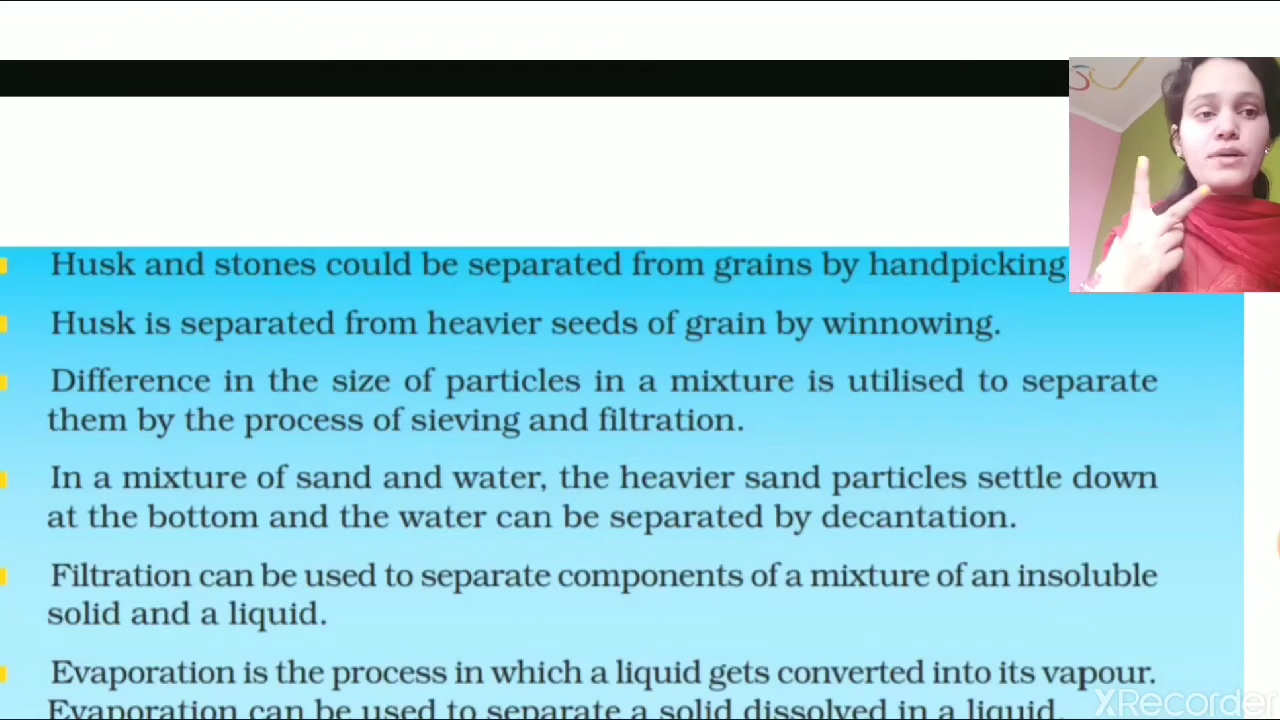 Husk and stones could be separated from grains by handpicking
Husk is separated from heavier seeds of grain by winnowing.
Difference in the size of particles in a mixture is utilised to separate
them by the process of sieving and filtration.
In a mixture of sand and water, the heavier sand particles settle down
at the bottom and the water can be separated by decantation.
Filtration can be used to separate components of a mixture of an insoluble
solid and a liquid.
Evaporation is the process in which a liquid gets converted into its vapour.
Evaporation can be used to separate a solid dissolved in a liquid.
XRecorder